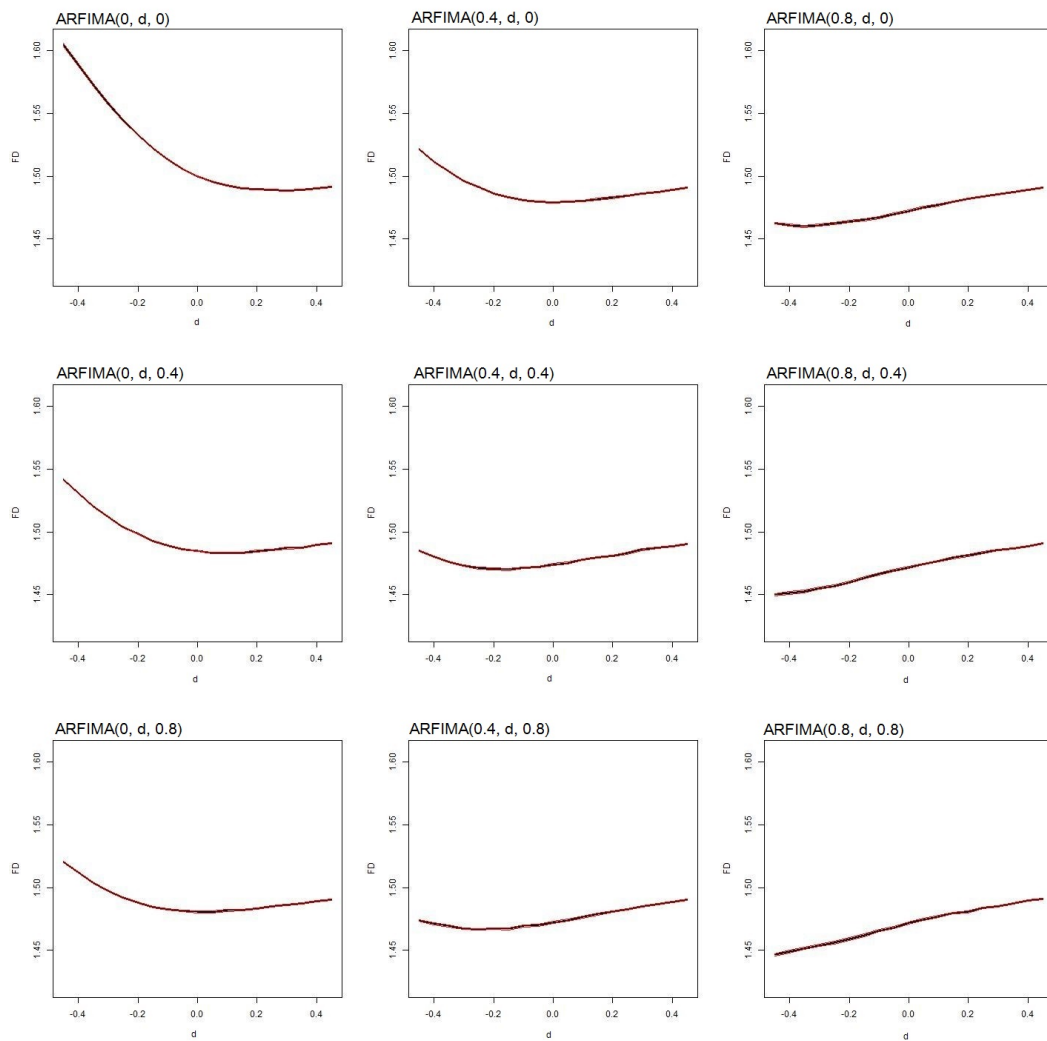 ARFIMA(0, d, 0)
1.60
1.55
1.50
1.45
FD
-0.4 -0.2 0.0 0.2 0.4
d
ARFIMA(0.4, d, 0)
1.60
1.55
1.50
1.45
FD
-0.4 -0.2 0.0 0.2 0.4
d
ARFIMA(0.8, d, 0)
1.60
1.55
1.50
1.45
FD
-0.4 -0.2 0.0 0.2 0.4
d
ARFIMA(0, d, 0.4)
1.60
1.55
1.50
1.45
FD
-0.4 -0.2 0.0 0.2 0.4
d
ARFIMA(0.4, d, 0.4)
1.60
1.55
1.50
1.45
FD
-0.4 -0.2 0.0 0.2 0.4
d
ARFIMA(0.8, d, 0.4)
1.60
1.55
1.50
1.45
FD
-0.4 -0.2 0.0 0.2 0.4
d
ARFIMA(0, d, 0.8)
1.60
1.55
1.50
1.45
FD
-0.4 -0.2 0.0 0.2 0.4
d
ARFIMA(0.4, d, 0.8)
1.60
1.55
1.50
1.45
FD
-0.4 -0.2 0.0 0.2 0.4
d
ARFIMA(0.8, d, 0.8)
1.60
1.55
1.50
1.45
FD
-0.4 -0.2 0.0 0.2 0.4
d